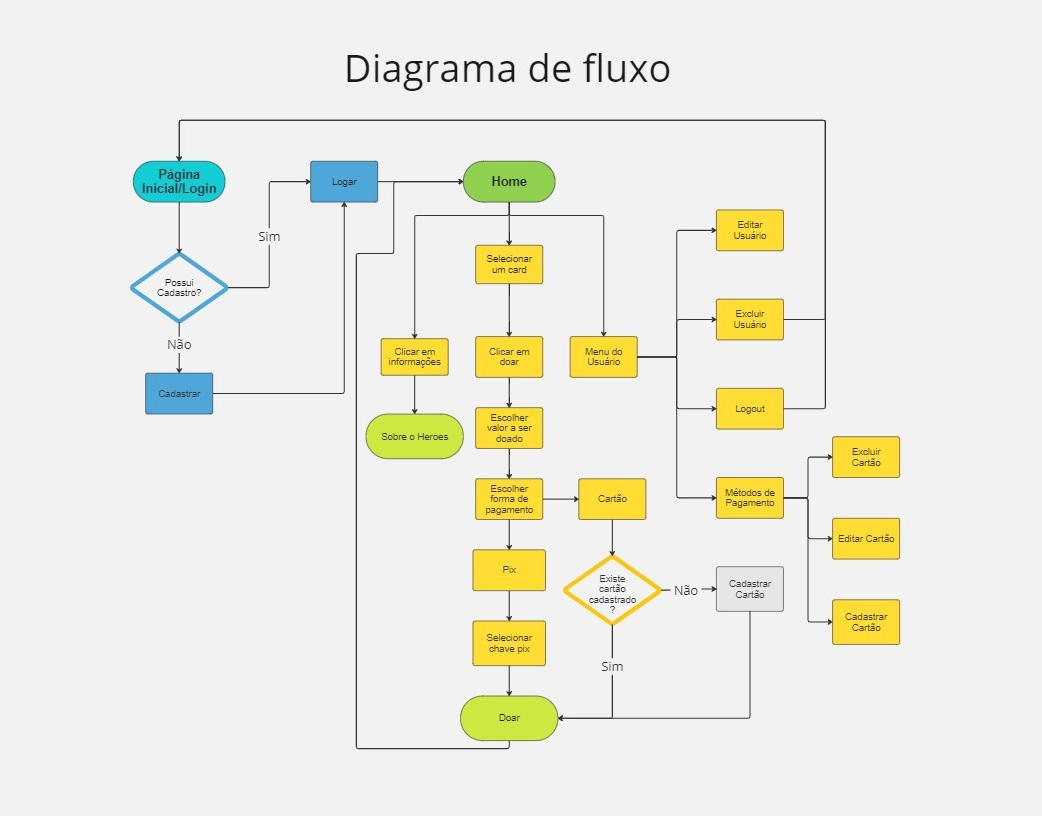 Diagrama de fluxo
Página
Inicial/Login
Logar
Home
Sim
Possui
Cadastro?
Não
Cadastrar
Selecionar
um card
Clicar em
informações
Clicar em
doar
Menu do
Usuário
Sobre o Heroes
Escolher
valor a ser
doado
Escolher
forma de
pagamento
Cartão
Pix
Existe
cartão
cadastrado
?
Não
Cadastrar
Cartão
Selecionar
chave pix
Sim
Doar
Editar
Usuário
Excluir
Usuário
Logout
Métodos de
Pagamento
Excluir
Cartão
Editar Cartão
Cadastrar
Cartão